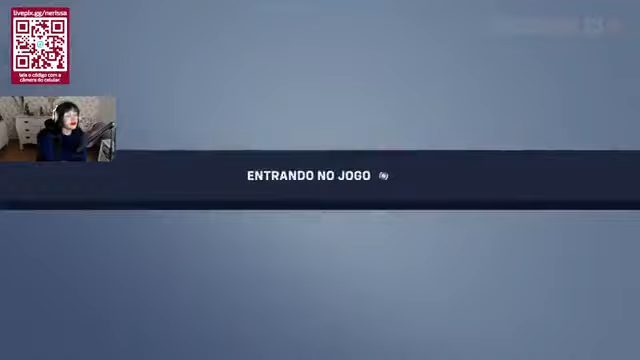 livepix.gg/nerissa
leia o código com a
câmera do celular
ENTRANDO NO JOGO